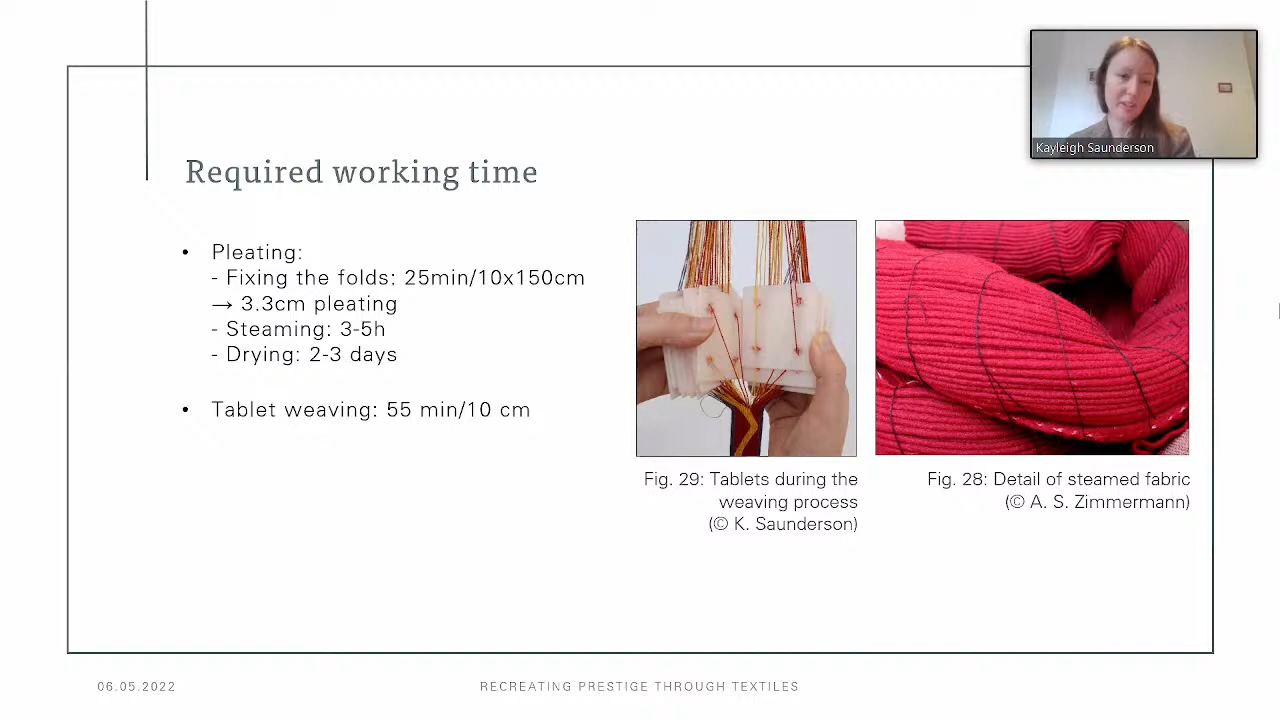 Kayleigh Saunderson
Required working time
• Pleating:
- Fixing the folds: 25min/10x150cm
→ 3.3cm pleating
- Steaming: 3-5h
- Drying: 2-3 days
• Tablet weaving: 55 min/10 cm
Fig. 29: Tablets during the
weaving process
(© K. Saunderson)
Fig. 28: Detail of steamed fabric
(© A. S. Zimmermann)
06.05.2022
RECREATING PRESTIGE THROUGH TEXTILES